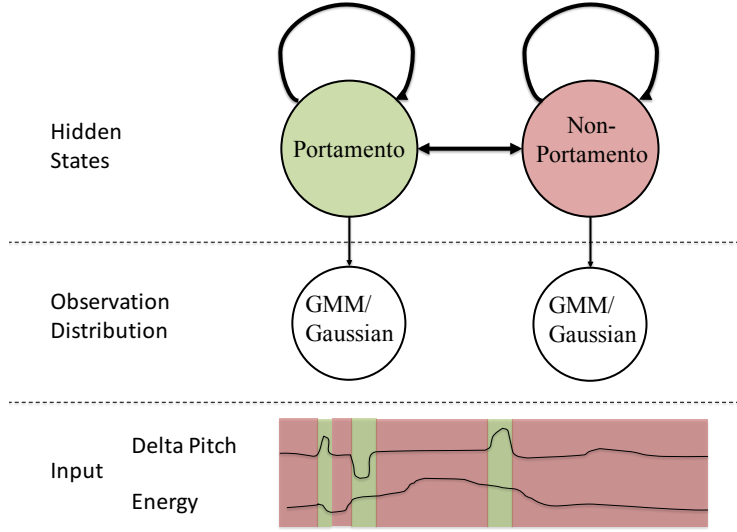 Hidden
States
Portamento
Non-
Portamento
Observation
Distribution
GMM/
Gaussian
GMM/
Gaussian
Input
Delta Pitch
Energy